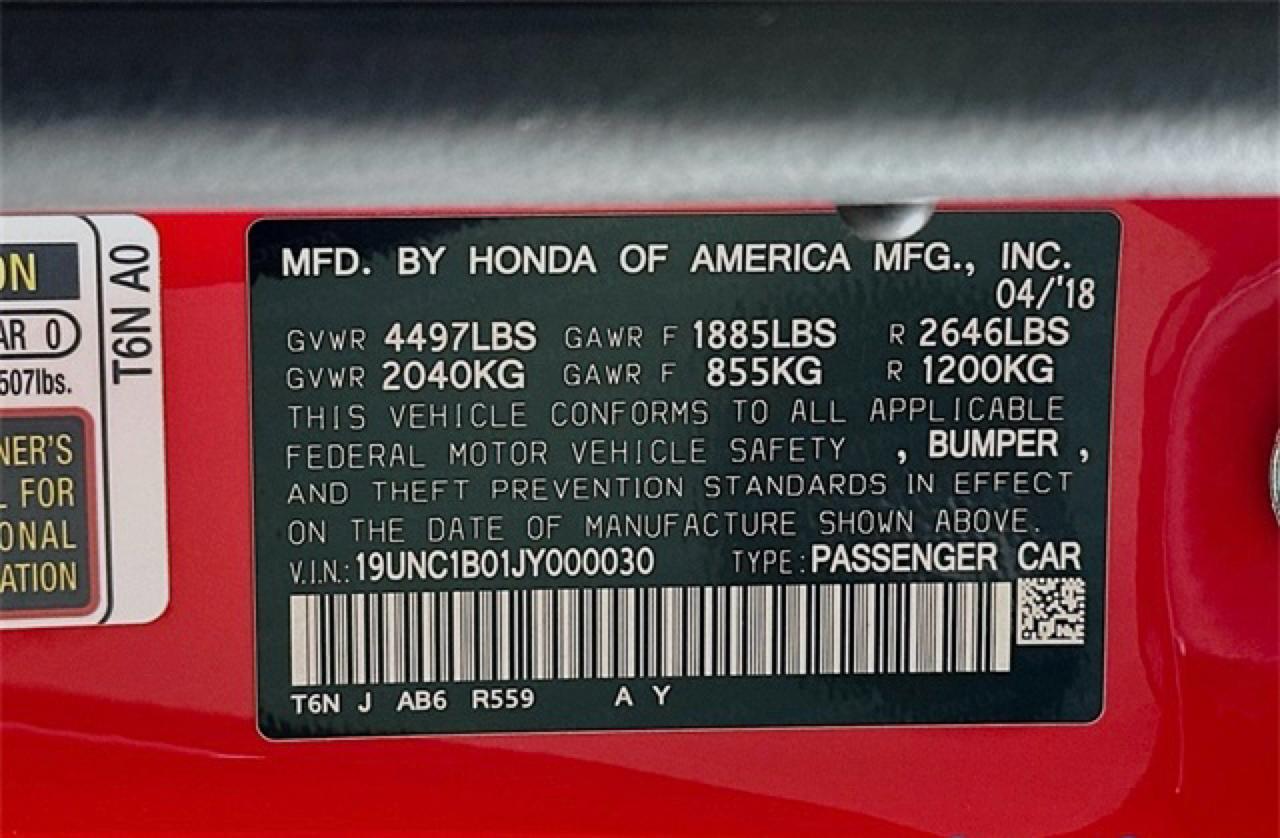 ON
AR 0
507lbs.
NER'S
L FOR
ONAL
ATION
T6N A0
MFD. BY HONDA OF AMERICA MFG., INC.
04/'18
GVWR 4497LBS GAWR F 1885LBS R 2646LBS
GVWR 2040KG GAWR F 855KG R 1200KG
THIS VEHICLE CONFORMS TO ALL APPLICABLE
FEDERAL MOTOR VEHICLE SAFETY , BUMPER ,
AND THEFT PREVENTION STANDARDS IN EFFECT
ON THE DATE OF MANUFACTURE SHOWN ABOVE.
V.I.N.: 19UNC1B01JY000030 TYPE: PASSENGER CAR
T6N J AB6 R559 A Y